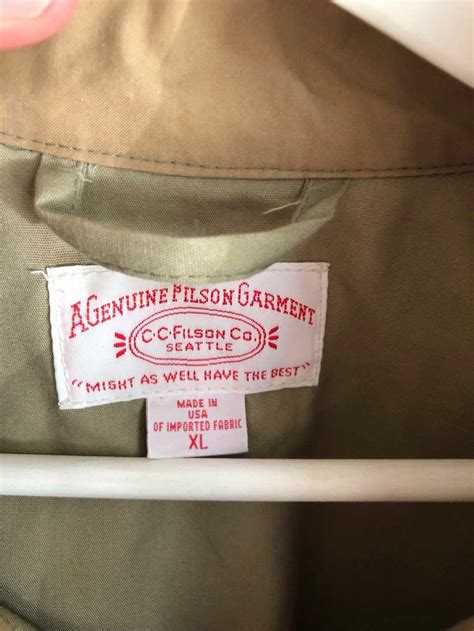 A GENUINE FILSON GARMENT
C·C·FILSON CO.
SEATTLE
"MIGHT AS WELL HAVE THE BEST"
MADE IN
USA
OF IMPORTED FABRIC
XL